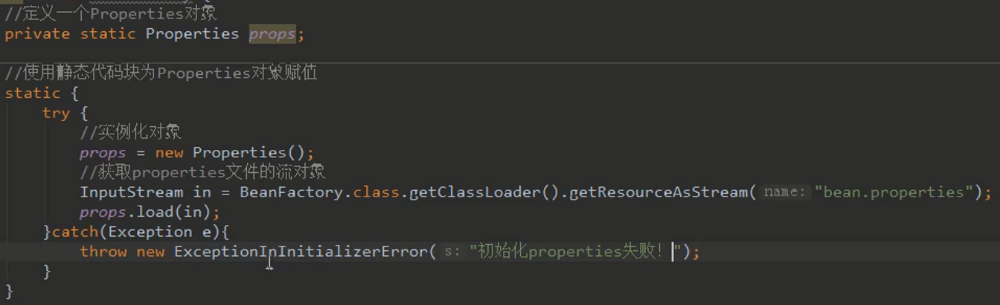 //定义一个Properties对象
private static Properties props;
//使用静态代码块为Properties对象赋值
static {
try {
//实例化对象
props = new Properties();
//获取properties文件的流对象
InputStream in = BeanFactory.class.getClassLoader().getResourceAsStream( name: "bean.properties");
props.load(in);
}catch(Exception e){
throw new ExceptionInInitializerError( s: "初始化properties失败！");
}
}